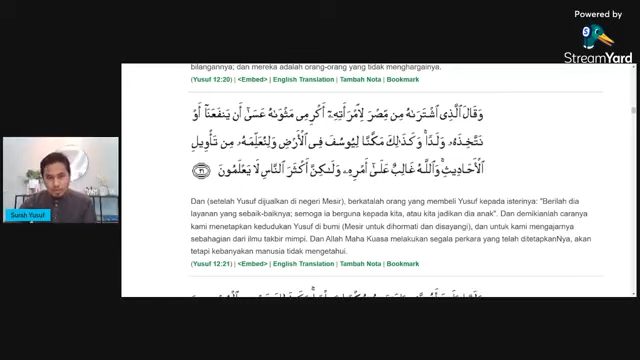 Powered by
StreamYard
bilangannya; dan mereka adalah orang-orang yang tidak menghargainya.
(Yusuf 12:20) | <Embed> | English Translation | Tambah Nota | Bookmark
وَقَالَ ٱلَّذِى ٱشْتَرَىٰهُ مِن مِّصْرَ لِٱمْرَأَتِهِۦٓ أَكْرِمِى مَثْوَىٰهُ عَسَىٰٓ أَن يَنفَعَنَآ أَوْ
نَتَّخِذَهُۥ وَلَدًا ۚ وَكَذَٰلِكَ مَكَّنَّا لِيُوسُفَ فِى ٱلْأَرْضِ وَلِنُعَلِّمَهُۥ مِن تَأْوِيلِ
ٱلْأَحَادِيثِ ۚ وَٱللَّهُ غَالِبٌ عَلَىٰٓ أَمْرِهِۦ وَلَٰكِنَّ أَكْثَرَ ٱلنَّاسِ لَا يَعْلَمُونَ ﴿٢١﴾
Dan (setelah Yusuf dijualkan di negeri Mesir), berkatalah orang yang membeli Yusuf kepada isterinya: "Berilah dia
layanan yang sebaik-baiknya; semoga ia berguna kepada kita, atau kita jadikan dia anak". Dan demikianlah caranya
kami menetapkan kedudukan Yusuf di bumi (Mesir untuk dihormati dan disayangi), dan untuk kami mengajarnya
sebahagian dari ilmu takbir mimpi. Dan Allah Maha Kuasa melakukan segala perkara yang telah ditetapkanNya, akan
tetapi kebanyakan manusia tidak mengetahui.
(Yusuf 12:21) | <Embed> | English Translation | Tambah Nota | Bookmark
Surah Yusuf